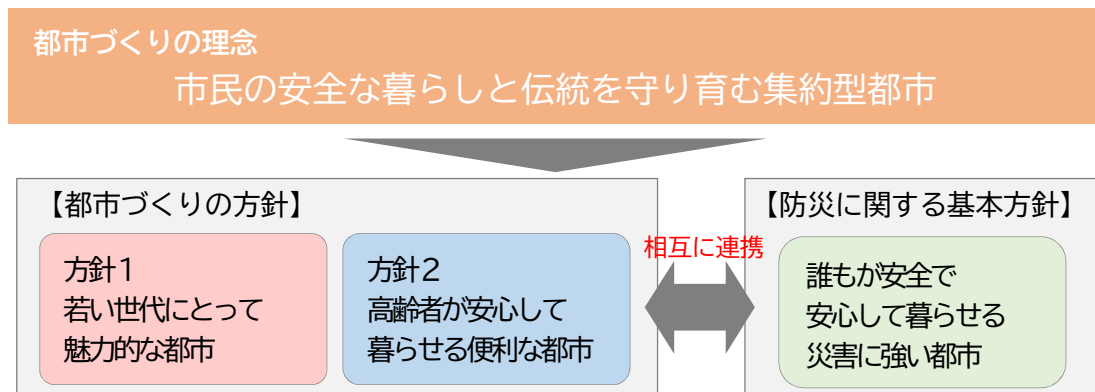 都市づくりの理念
市民の安全な暮らしと伝統を守り育む集約型都市
【都市づくりの方針】
方針1
若い世代にとって
魅力的な都市
方針2
高齢者が安心して
暮らせる便利な都市
相互に連携
【防災に関する基本方針】
誰もが安全で
安心して暮らせる
災害に強い都市